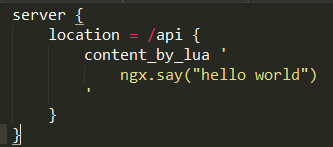 server {
    location = /api {
        content_by_lua '
            ngx.say("hello world")
        '
    }
}